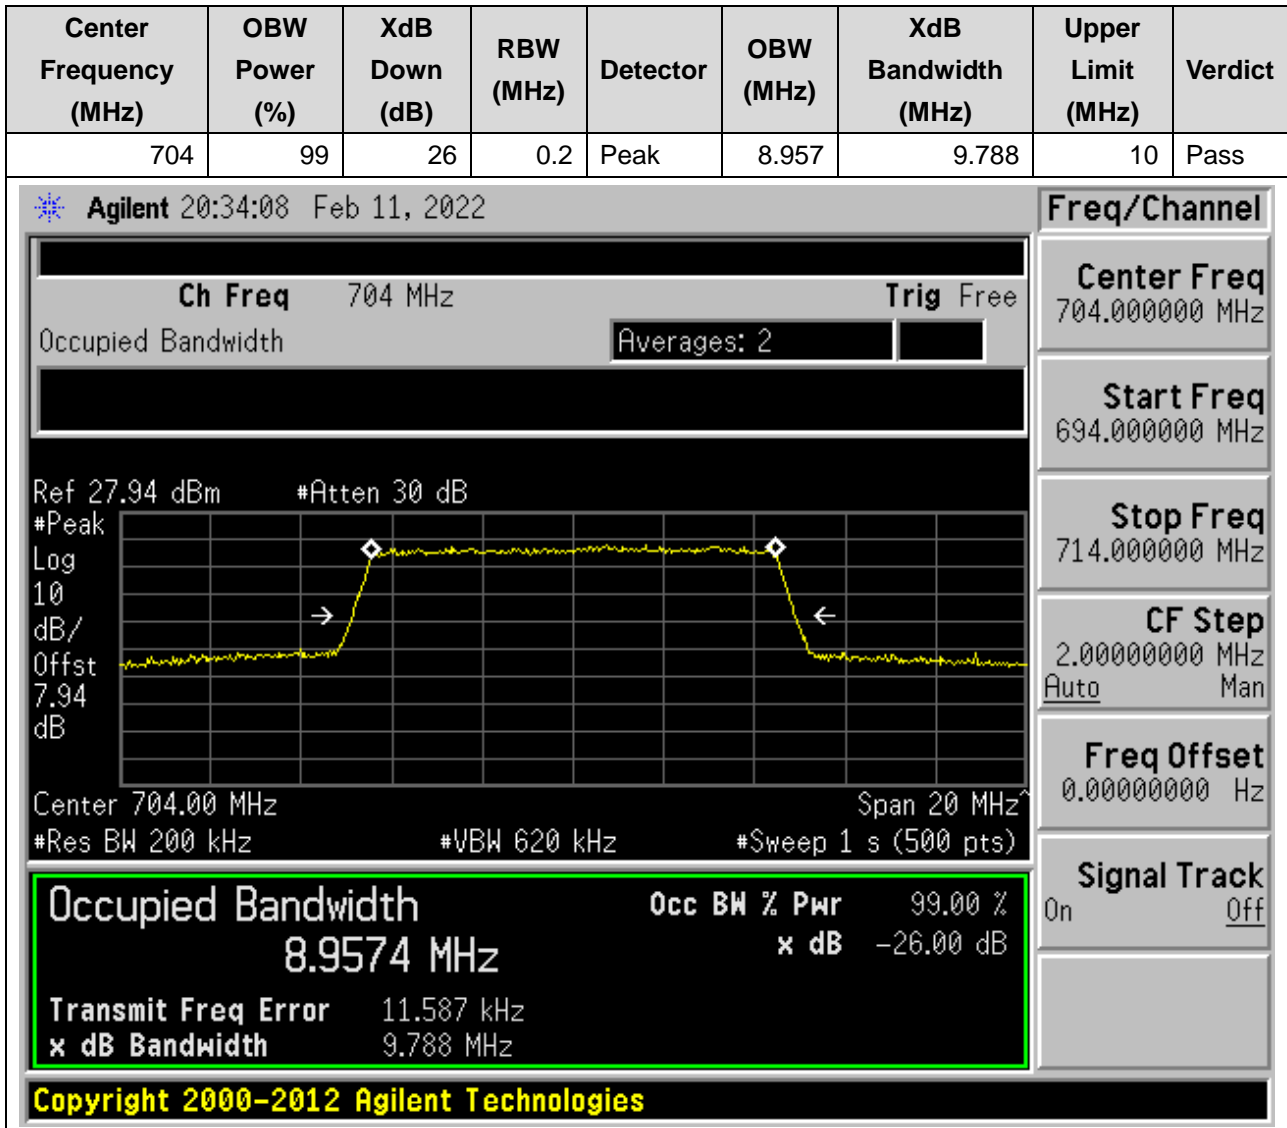 Center Frequency (MHz) OBW Power (%) XdB Down (dB) RBW (MHz) Detector OBW (MHz) XdB Bandwidth (MHz) Upper Limit (MHz) Verdict
704 99 26 0.2 Peak 8.957 9.788 10 Pass
Agilent 20:34:08 Feb 11, 2022
Freq/Channel
Ch Freq 704 MHz Trig Free
Occupied Bandwidth Averages: 2
Ref 27.94 dBm #Atten 30 dB
#Peak
Log
10
dB/
Offst
7.94
dB
Center 704.00 MHz Span 20 MHz^
#Res BW 200 kHz #VBW 620 kHz #Sweep 1 s (500 pts)
Occupied Bandwidth Occ BW % Pwr 99.00 %
8.9574 MHz x dB -26.00 dB
Transmit Freq Error 11.587 kHz
x dB Bandwidth 9.788 MHz
Center Freq
704.000000 MHz
Start Freq
694.000000 MHz
Stop Freq
714.000000 MHz
CF Step
2.00000000 MHz
Auto Man
Freq Offset
0.00000000 Hz
Signal Track
On Off
Copyright 2000-2012 Agilent Technologies